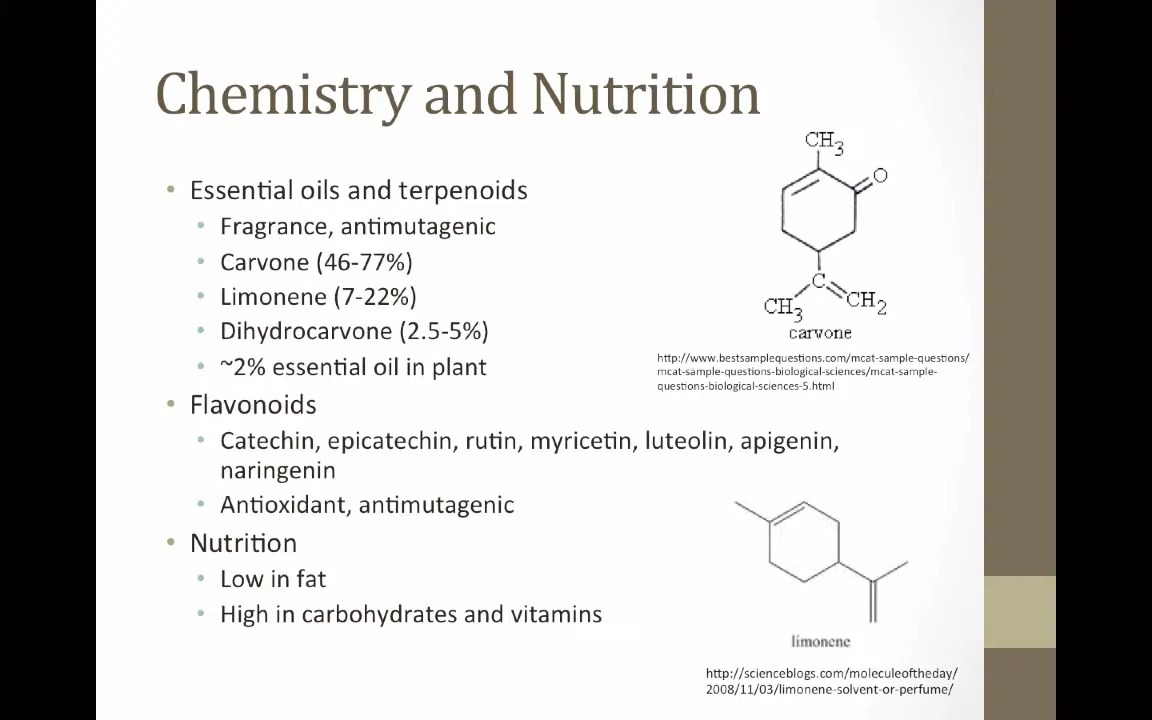 Chemistry and Nutrition
• Essential oils and terpenoids
• Fragrance, antimutagenic
• Carvone (46-77%)
• Limonene (7-22%)
• Dihydrocarvone (2.5-5%)
• ~2% essential oil in plant
• Flavonoids
• Catechin, epicatechin, rutin, myricetin, luteolin, apigenin,
naringenin
• Antioxidant, antimutagenic
• Nutrition
• Low in fat
• High in carbohydrates and vitamins
CH3
O
C
CH3
CH2
carvone
http://www.bestsamplequestions.com/mcat-sample-questions/
mcat-sample-questions-biological-sciences/mcat-sample-
questions-biological-sciences-5.html
limonene
http://scienceblogs.com/moleculeoftheday/
2008/11/03/limonene-solvent-or-perfume/